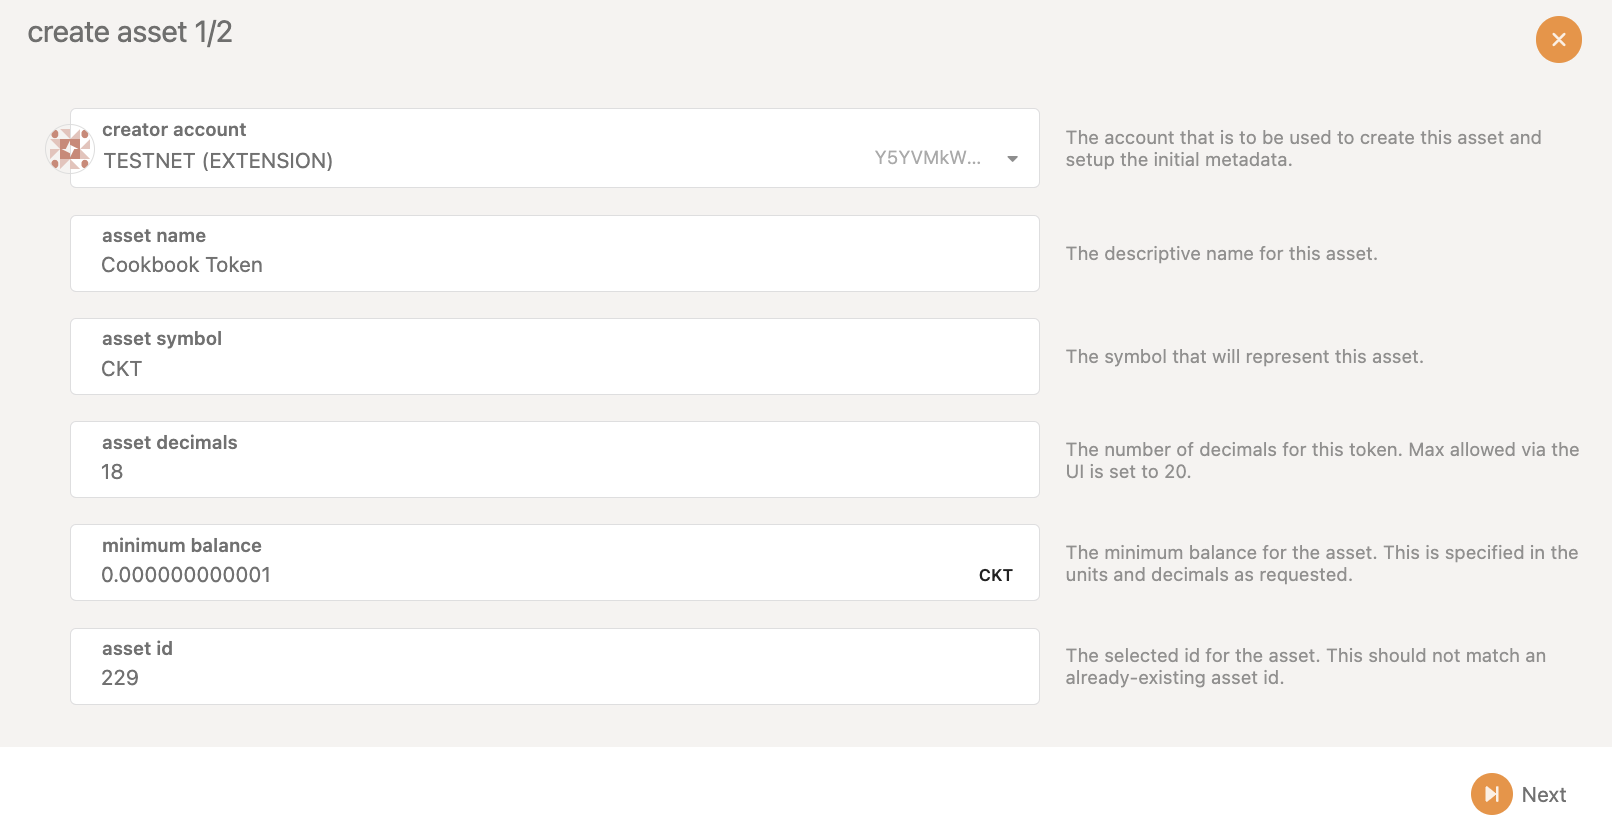 create asset 1/2
creator account
TESTNET (EXTENSION)
Y5YVMkW...
The account that is to be used to create this asset and
setup the initial metadata.
asset name
Cookbook Token
The descriptive name for this asset.
asset symbol
CKT
The symbol that will represent this asset.
asset decimals
18
The number of decimals for this token. Max allowed via the
UI is set to 20.
minimum balance
0.000000000001
CKT
The minimum balance for the asset. This is specified in the
units and decimals as requested.
asset id
229
The selected id for the asset. This should not match an
already-existing asset id.
Next